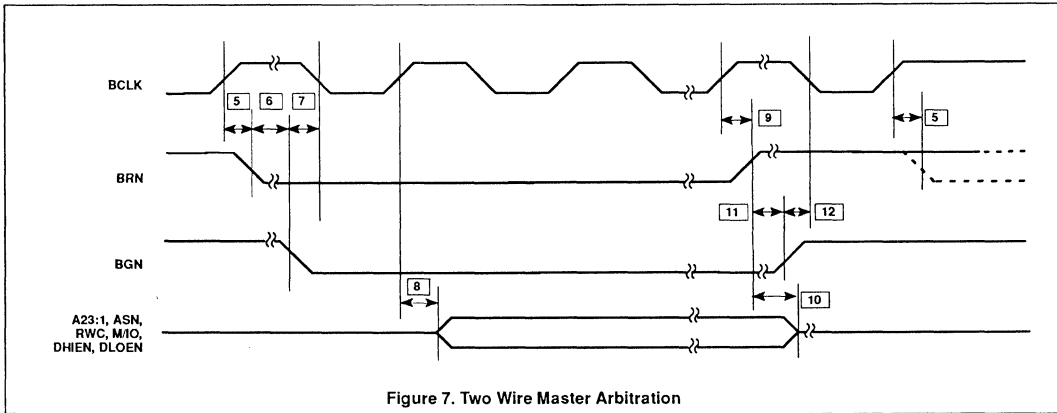 BCLK
5
6
7
9
5
BRN
11
12
BGN
8
10
A23:1, ASN,
RWC, M/IO,
DHIEN, DLOEN
Figure 7. Two Wire Master Arbitration